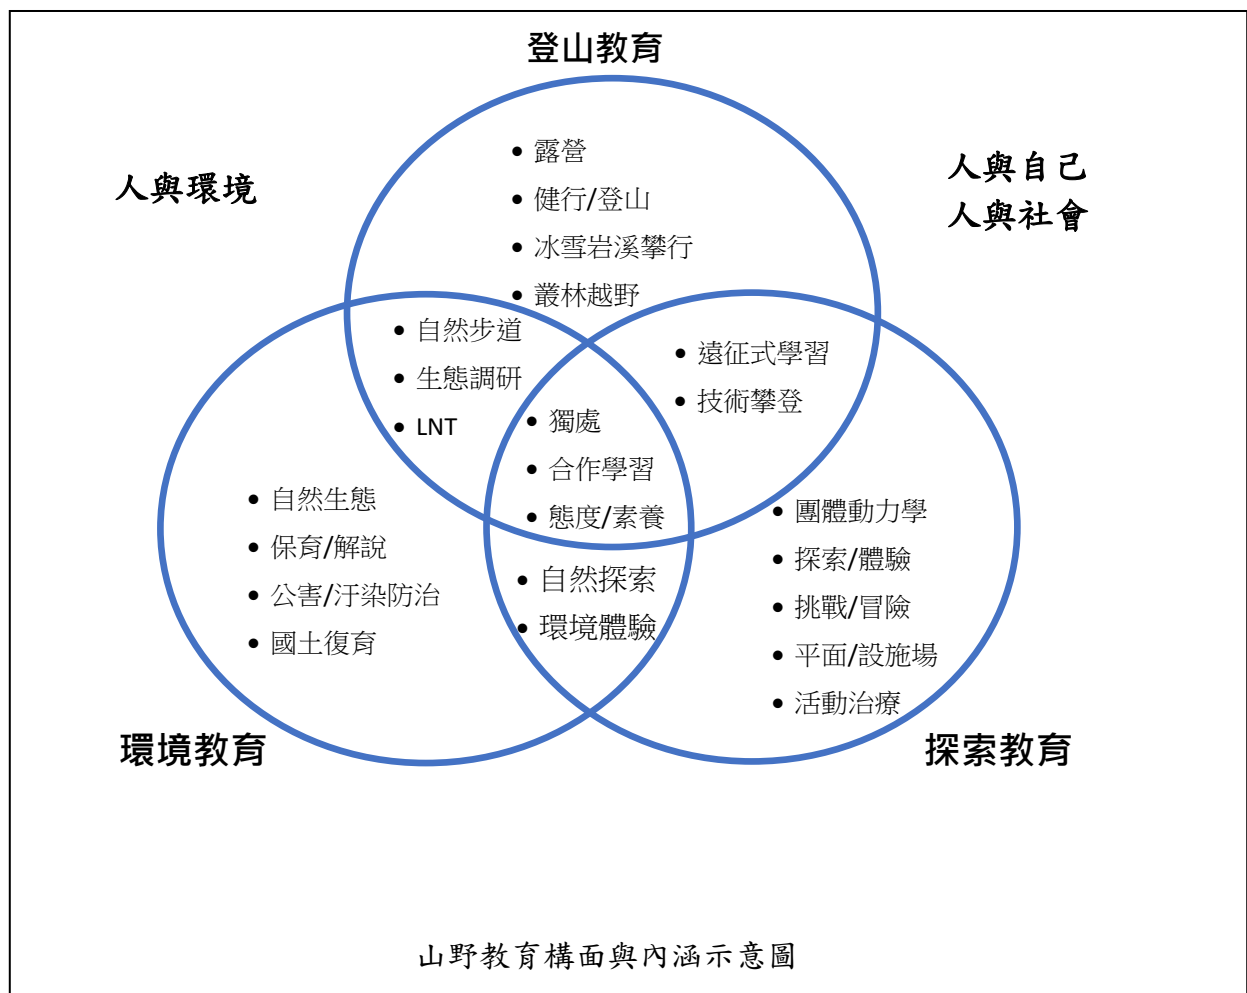 登山教育
人與環境
人與自己
人與社會
• 露營
• 健行/登山
• 冰雪岩溪攀行
• 叢林越野
• 自然步道
• 生態調研
• LNT
• 遠征式學習
• 技術攀登
• 獨處
• 合作學習
• 態度/素養
• 自然生態
• 保育/解說
• 公害/汙染防治
• 國土復育
• 自然探索
• 環境體驗
• 團體動力學
• 探索/體驗
• 挑戰/冒險
• 平面/設施場
• 活動治療
環境教育
探索教育
山野教育構面與內涵示意圖